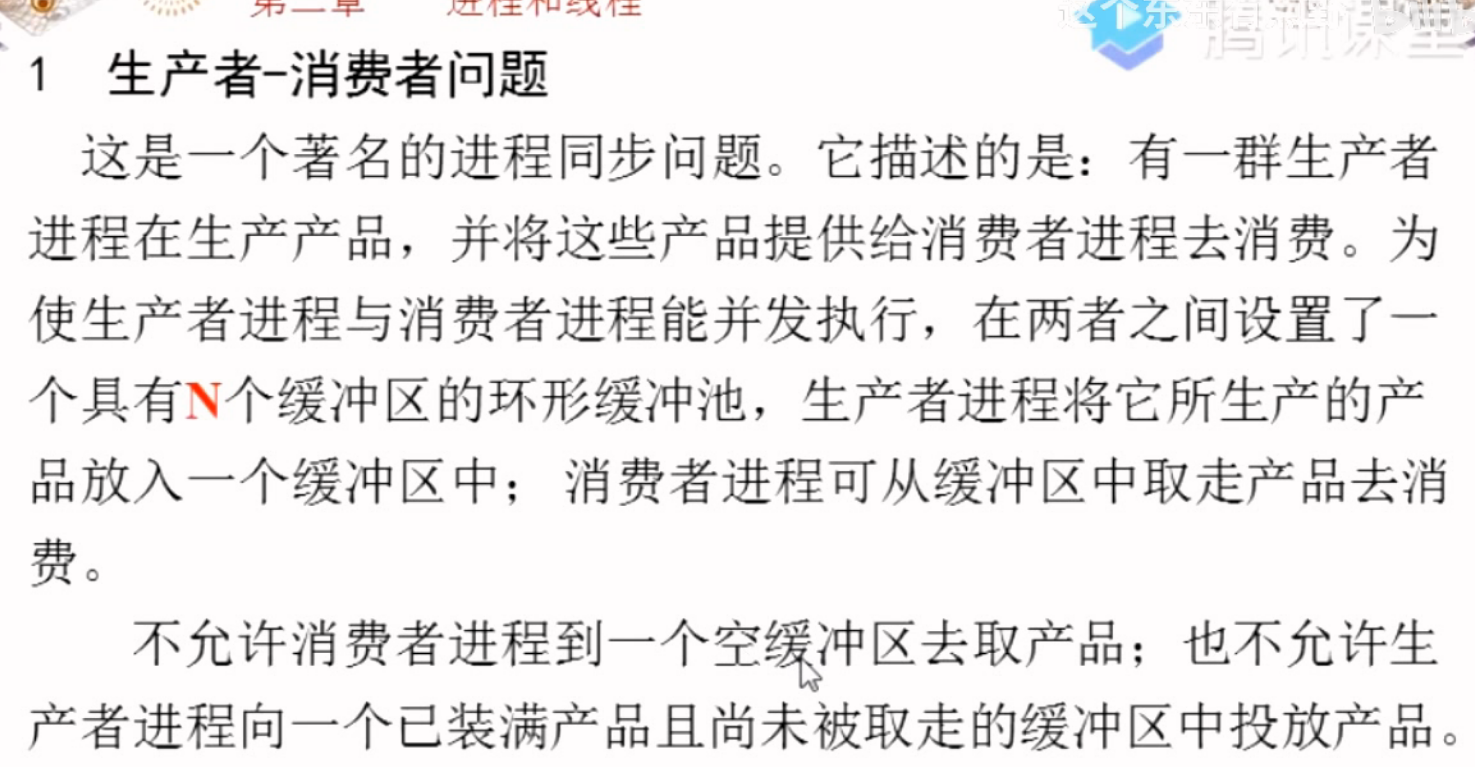 第二章 进程和线程
腾讯课堂
1 生产者-消费者问题
这是一个著名的进程同步问题。它描述的是：有一群生产者
进程在生产产品，并将这些产品提供给消费者进程去消费。为
使生产者进程与消费者进程能并发执行，在两者之间设置了一
个具有N个缓冲区的环形缓冲池，生产者进程将它所生产的产
品放入一个缓冲区中； 消费者进程可从缓冲区中取走产品去消
费。
不允许消费者进程到一个空缓冲区去取产品；也不允许生
产者进程向一个已装满产品且尚未被取走的缓冲区中投放产品。